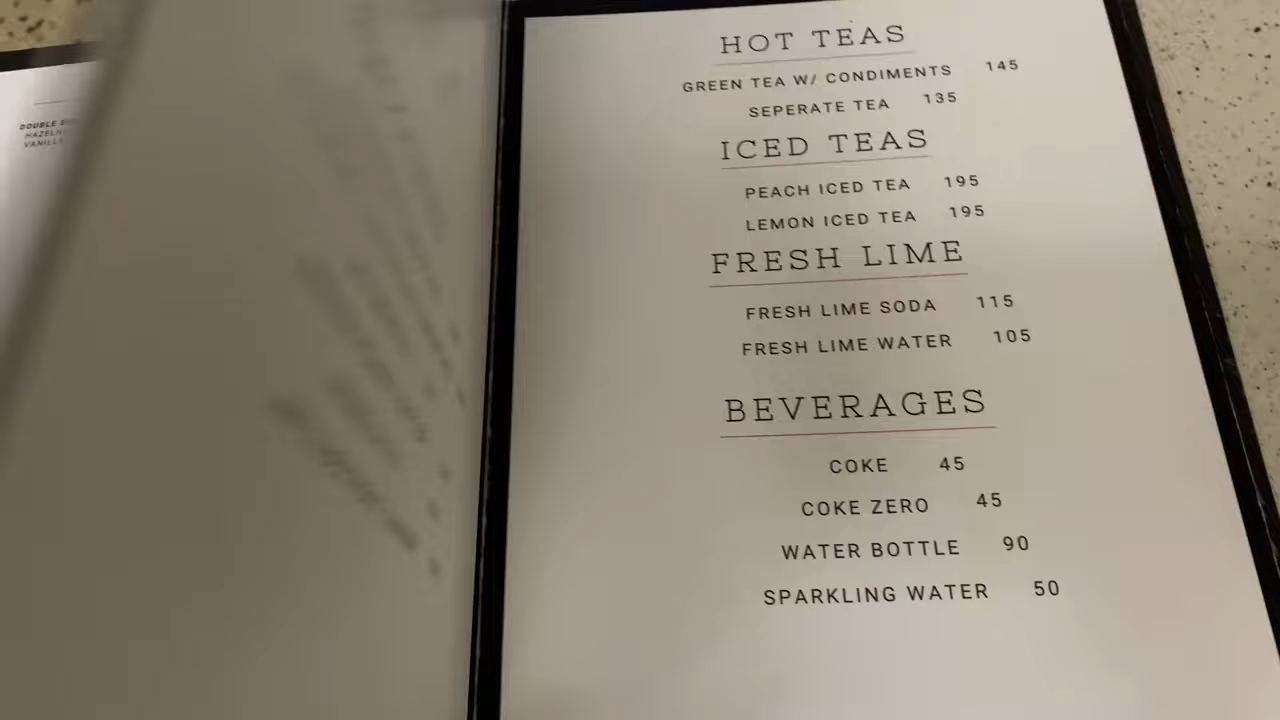 DOUBLE
HOT TEAS
GREEN TEA W/ CONDIMENTS 145
SEPERATE TEA 135
ICED TEAS
PEACH ICED TEA 195
LEMON ICED TEA 195
FRESH LIME
FRESH LIME SODA 115
FRESH LIME WATER 105
BEVERAGES
COKE 45
COKE ZERO 45
WATER BOTTLE 90
SPARKLING WATER 50